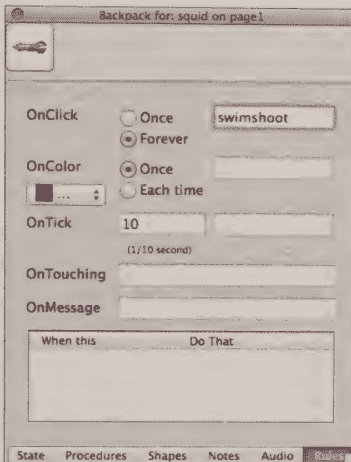 Backpack for: squid on page1
OnClick Once swimshoot
Forever
OnColor Once
... Each time
OnTick 10
(1/10 second)
OnTouching
OnMessage
When this Do That
State Procedures Shapes Notes Audio Rules